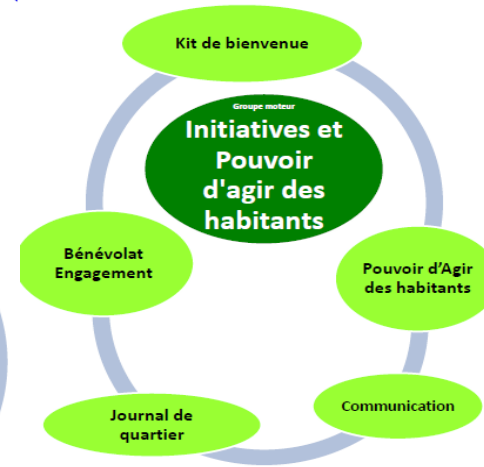 Kit de bienvenue
Groupe moteur
Initiatives et
Pouvoir
d'agir des
habitants
Bénévolat
Engagement
Pouvoir d’Agir
des habitants
Communication
Journal de
quartier